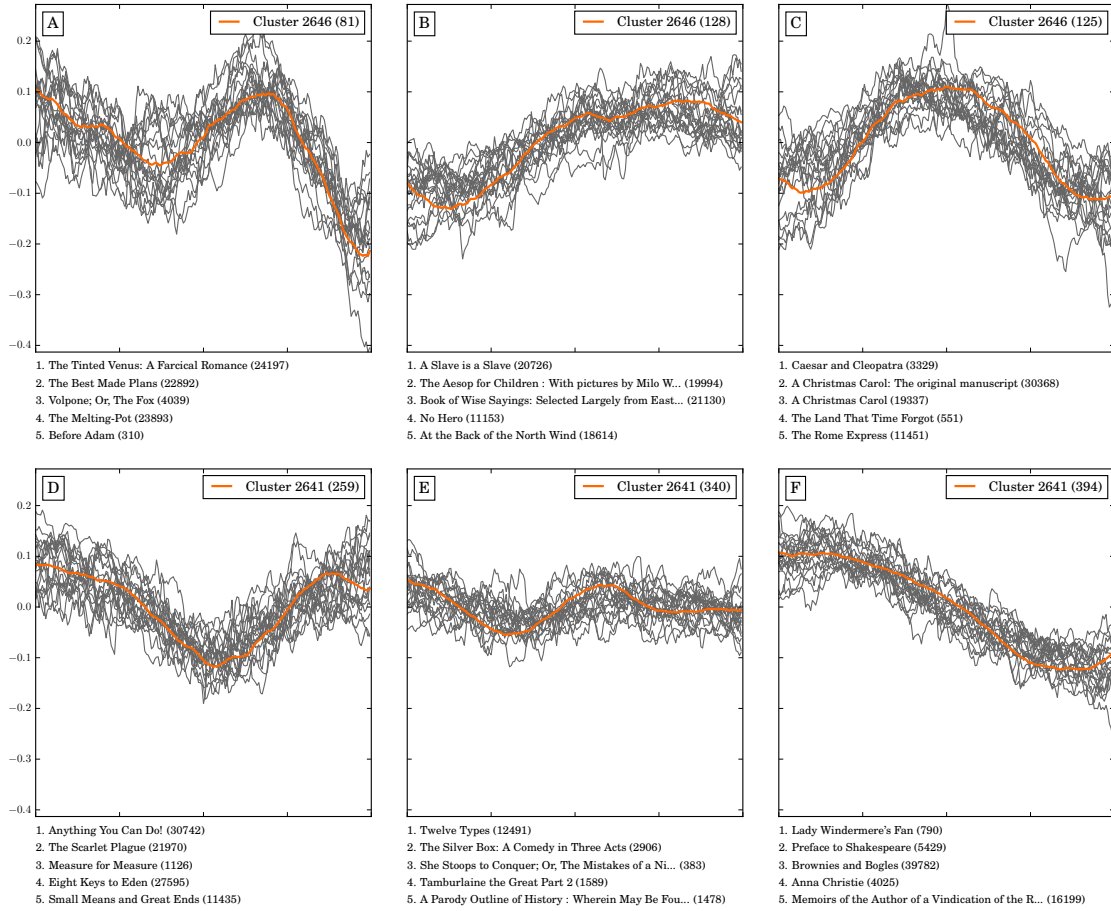 A
Cluster 2646 (81)
B
Cluster 2646 (128)
C
Cluster 2646 (125)
0.2
0.1
0.0
−0.1
−0.2
−0.3
−0.4
1. The Tinted Venus: A Farcical Romance (24197)
2. The Best Made Plans (22892)
3. Volpone; Or, The Fox (4039)
4. The Melting-Pot (23893)
5. Before Adam (310)
1. A Slave is a Slave (20726)
2. The Aesop for Children : With pictures by Milo W... (19994)
3. Book of Wise Sayings: Selected Largely from East... (21130)
4. No Hero (11153)
5. At the Back of the North Wind (18614)
1. Caesar and Cleopatra (3329)
2. A Christmas Carol: The original manuscript (30368)
3. A Christmas Carol (19337)
4. The Land That Time Forgot (551)
5. The Rome Express (11451)
D
Cluster 2641 (259)
E
Cluster 2641 (340)
F
Cluster 2641 (394)
0.2
0.1
0.0
−0.1
−0.2
−0.3
−0.4
1. Anything You Can Do! (30742)
2. The Scarlet Plague (21970)
3. Measure for Measure (1126)
4. Eight Keys to Eden (27595)
5. Small Means and Great Ends (11435)
1. Twelve Types (12491)
2. The Silver Box: A Comedy in Three Acts (2906)
3. She Stoops to Conquer; Or, The Mistakes of a Ni... (383)
4. Tamburlaine the Great Part 2 (1589)
5. A Parody Outline of History : Wherein May Be Fou... (1478)
1. Lady Windermere's Fan (790)
2. Preface to Shakespeare (5429)
3. Brownies and Bogles (39782)
4. Anna Christie (4025)
5. Memoirs of the Author of a Vindication of the R... (16199)